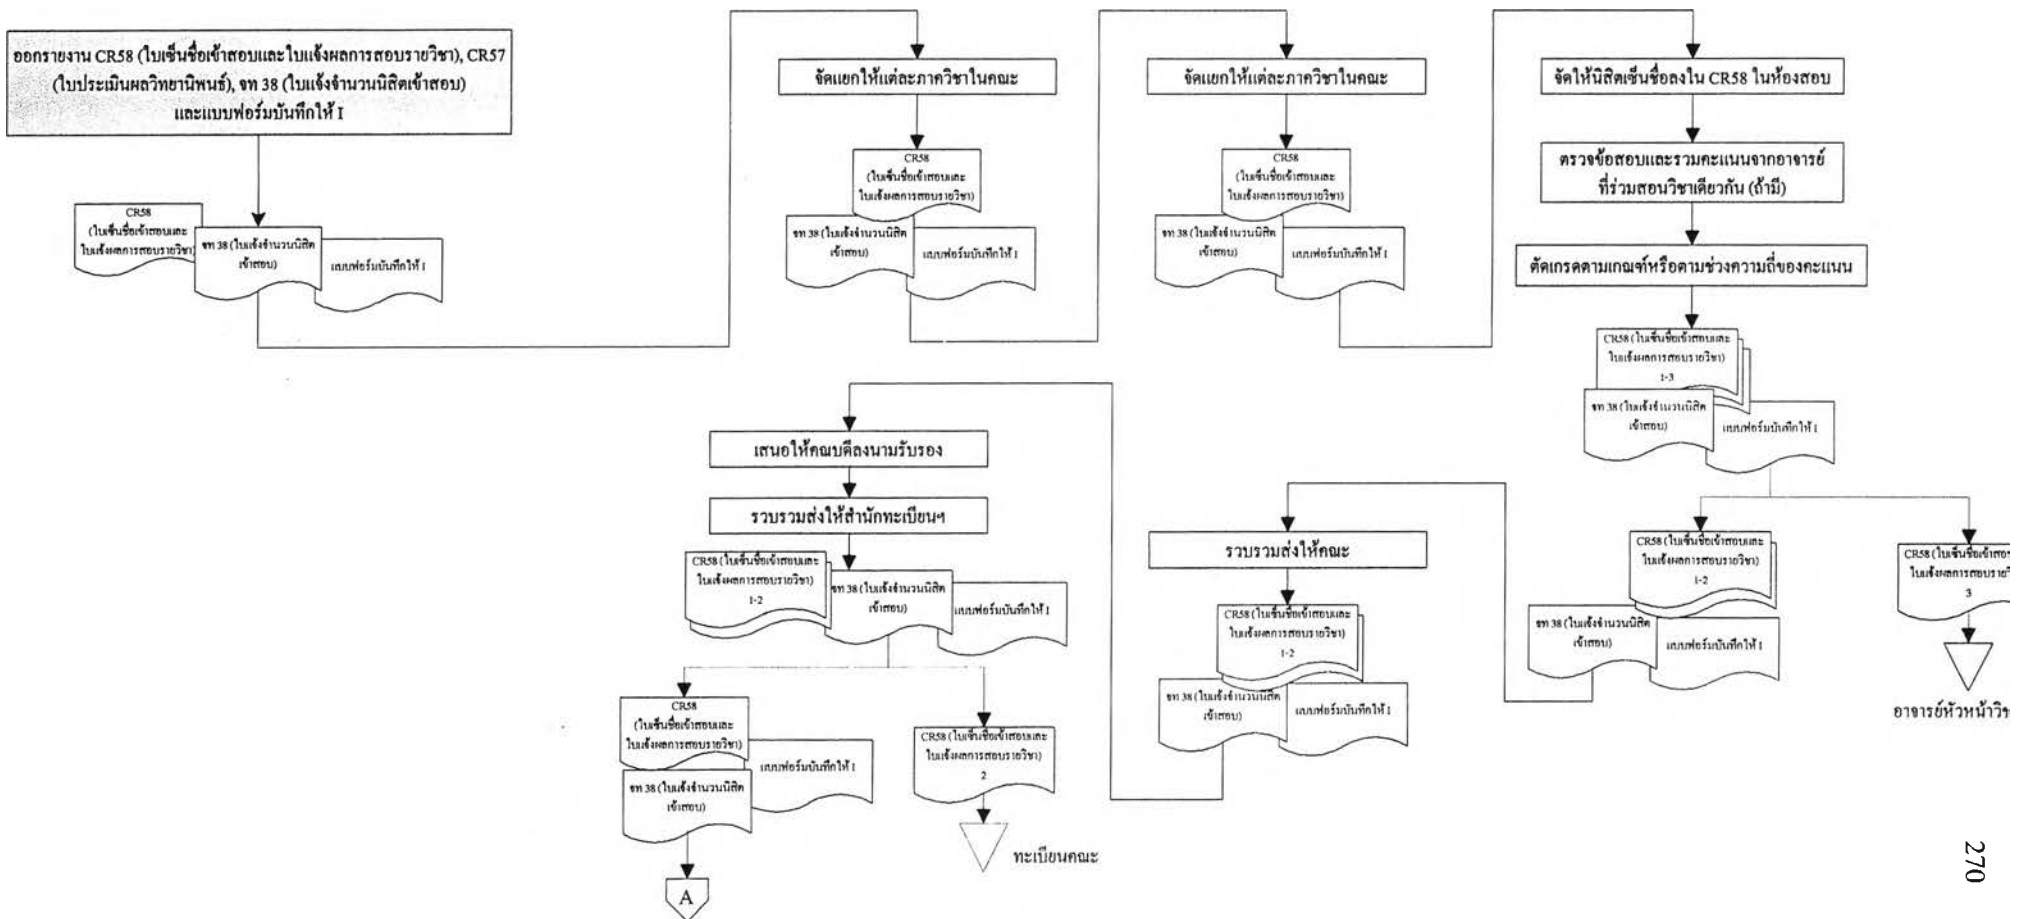 ออกรายงาน CR58 (ใบเซ็นชื่อเข้าสอบและใบแจ้งผลการสอบรายวิชา), CR57
(ใบประเมินผลวิทยานิพนธ์), จท 38 (ใบแจ้งจำนวนนิสิตเข้าสอบ)
และแบบฟอร์มบันทึกให้ I
CR58
(ใบเซ็นชื่อเข้าสอบและ
ใบแจ้งผลการสอบรายวิชา)
จท 38 (ใบแจ้งจำนวนนิสิต
เข้าสอบ)
แบบฟอร์มบันทึกให้ I
จัดแยกให้แต่ละภาควิชาในคณะ
CR58
(ใบเซ็นชื่อเข้าสอบและ
ใบแจ้งผลการสอบรายวิชา)
จท 38 (ใบแจ้งจำนวนนิสิต
เข้าสอบ)
แบบฟอร์มบันทึกให้ I
จัดแยกให้แต่ละภาควิชาในคณะ
CR58
(ใบเซ็นชื่อเข้าสอบและ
ใบแจ้งผลการสอบรายวิชา)
จท 38 (ใบแจ้งจำนวนนิสิต
เข้าสอบ)
แบบฟอร์มบันทึกให้ I
จัดให้นิสิตเซ็นชื่อลงใน CR58 ในห้องสอบ
ตรวจข้อสอบและรวมคะแนนจากอาจารย์
ที่ร่วมสอนวิชาเดียวกัน (ถ้ามี)
ตัดเกรดตามเกณฑ์หรือตามช่วงความถี่ของคะแนน
CR58 (ใบเซ็นชื่อเข้าสอบและ
ใบแจ้งผลการสอบรายวิชา)
1-3
จท 38 (ใบแจ้งจำนวนนิสิต
เข้าสอบ)
แบบฟอร์มบันทึกให้ I
CR58 (ใบเซ็นชื่อเข้าสอบและ
ใบแจ้งผลการสอบรายวิชา)
1-2
จท 38 (ใบแจ้งจำนวนนิสิต
เข้าสอบ)
แบบฟอร์มบันทึกให้ I
CR58 (ใบเซ็นชื่อเข้าสอ
ใบแจ้งผลการสอบราย
3
อาจารย์หัวหน้าวิช
รวบรวมส่งให้คณะ
CR58 (ใบเซ็นชื่อเข้าสอบและ
ใบแจ้งผลการสอบรายวิชา)
1-2
จท 38 (ใบแจ้งจำนวนนิสิต
เข้าสอบ)
แบบฟอร์มบันทึกให้ I
เสนอให้คณบดีลงนามรับรอง
รวบรวมส่งให้สำนักทะเบียนฯ
CR58 (ใบเซ็นชื่อเข้าสอบและ
ใบแจ้งผลการสอบรายวิชา)
1-2
จท 38 (ใบแจ้งจำนวนนิสิต
เข้าสอบ)
แบบฟอร์มบันทึกให้ I
CR58
(ใบเซ็นชื่อเข้าสอบและ
ใบแจ้งผลการสอบรายวิชา)
แบบฟอร์มบันทึกให้ I
จท 38 (ใบแจ้งจำนวนนิสิต
เข้าสอบ)
A
CR58 (ใบเซ็นชื่อเข้าสอบและ
ใบแจ้งผลการสอบรายวิชา)
2
ทะเบียนคณะ
270